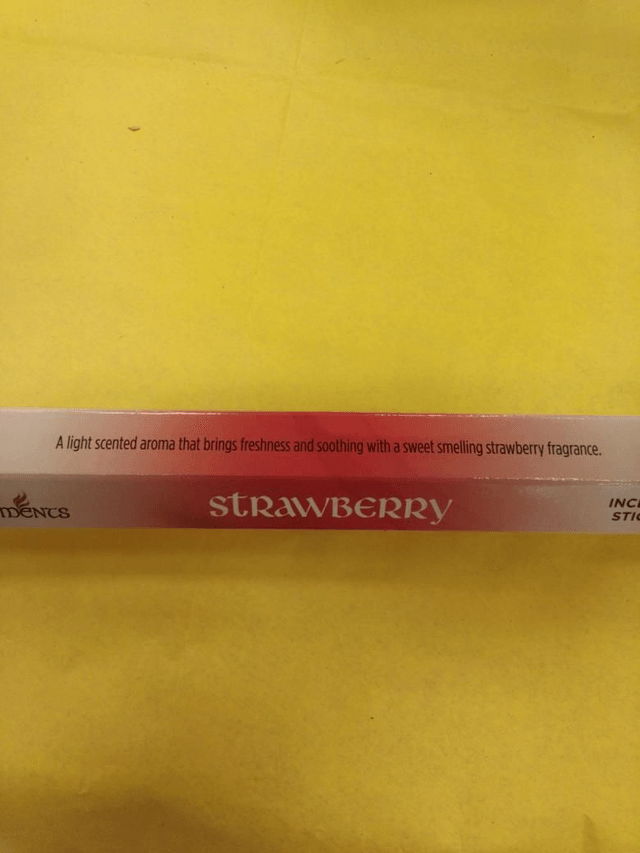 A light scented aroma that brings freshness and soothing with a sweet smelling strawberry fragrance.
STRAWBERRY